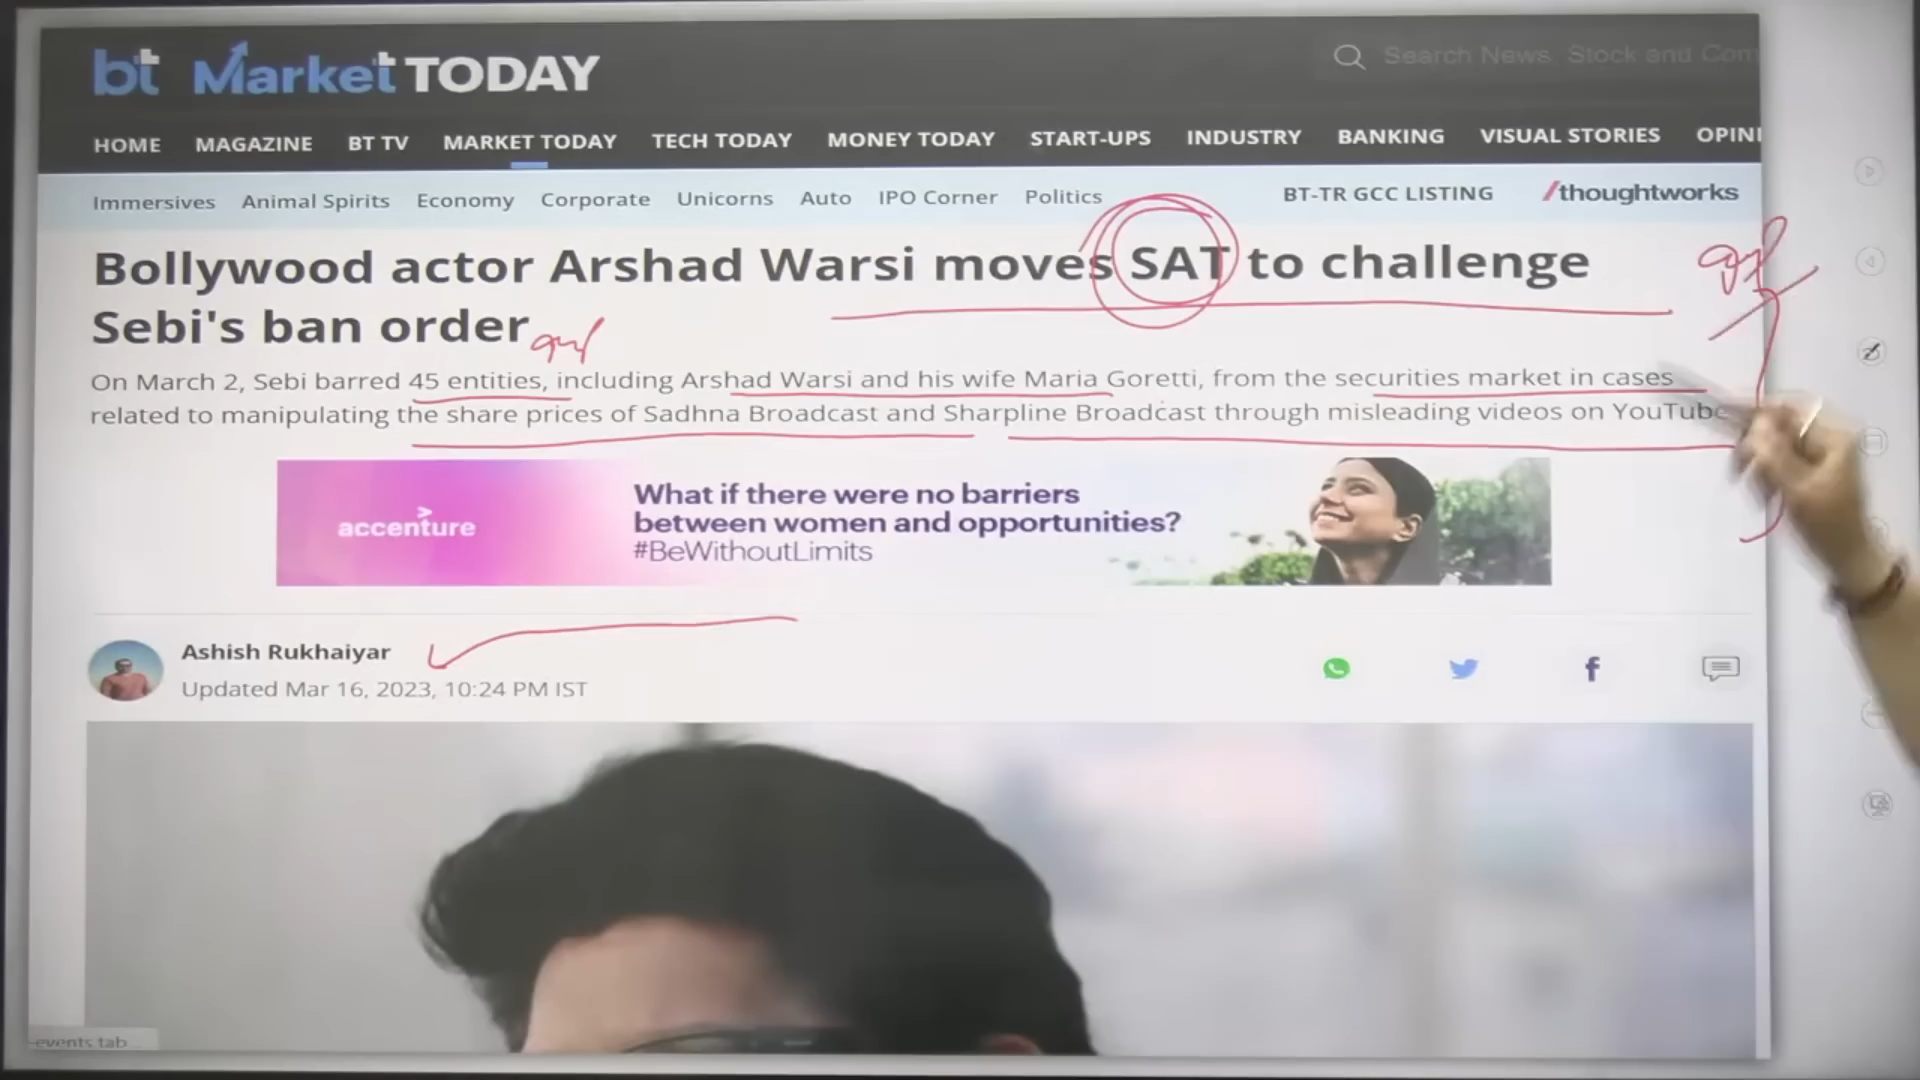 bt Market TODAY
Search News, Stock and Com
HOME MAGAZINE BT TV MARKET TODAY TECH TODAY MONEY TODAY START-UPS INDUSTRY BANKING VISUAL STORIES OPINI
Immersives Animal Spirits Economy Corporate Unicorns Auto IPO Corner Politics BT-TR GCC LISTING /thoughtworks
Bollywood actor Arshad Warsi moves SAT to challenge
Sebi's ban order
On March 2, Sebi barred 45 entities, including Arshad Warsi and his wife Maria Goretti, from the securities market in cases
related to manipulating the share prices of Sadhna Broadcast and Sharpline Broadcast through misleading videos on YouTube
accenture
What if there were no barriers
between women and opportunities?
#BeWithoutLimits
Ashish Rukhaiyar
Updated Mar 16, 2023, 10:24 PM IST
-events tab